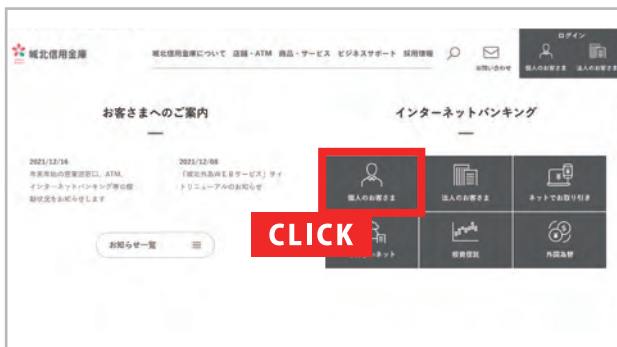 城北信用金庫
城北信用金庫について 店舗・ATM 商品・サービス ビジネスサポート 採用情報
お問い合わせ
ログイン
個人のお客さま 法人のお客さま
お客さまへのご案内
2021/12/16
年末年始の営業店窓口、ATM、
インターネットバンキング等の稼
動状況をお知らせします
2021/12/08
「城北外為WEBサービス」サイ
トリニューアルのお知らせ
お知らせ一覧
インターネットバンキング
個人のお客さま
法人のお客さま
ネットでお取り引き
CLICK
ネット
投資信託
外国為替